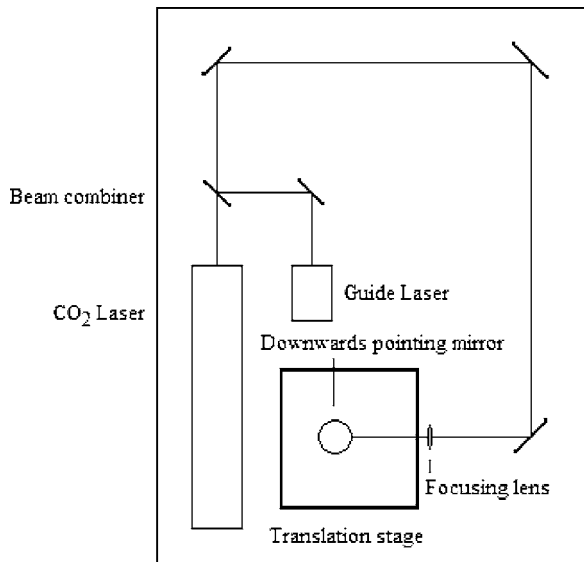 Beam combiner
Guide Laser
CO₂ Laser
Downwards pointing mirror
Focusing lens
Translation stage